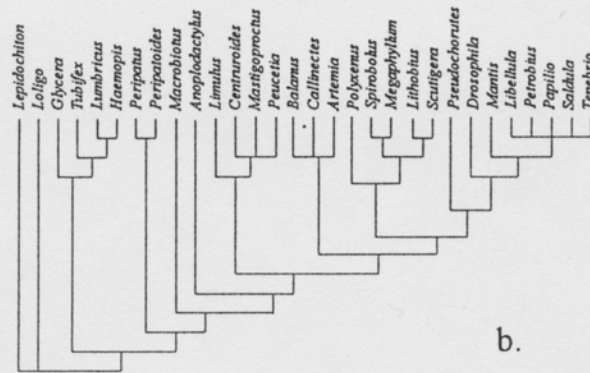 Lepidochiton
Loligo
Glycera
Tubifex
Lumbricus
Haemopis
Peripatus
Peripatoides
Macrobiotus
Anoplodactylus
Limulus
Centruroides
Mastigoproctus
Peucetia
Balanus
Callinectes
Artemia
Polyxenus
Spirobolus
Megaphyllum
Lithobius
Scutigera
Pseudochorutes
Drosophila
Mantis
Libellula
Petrobius
Papilio
Saldula
Tenebrio
b.